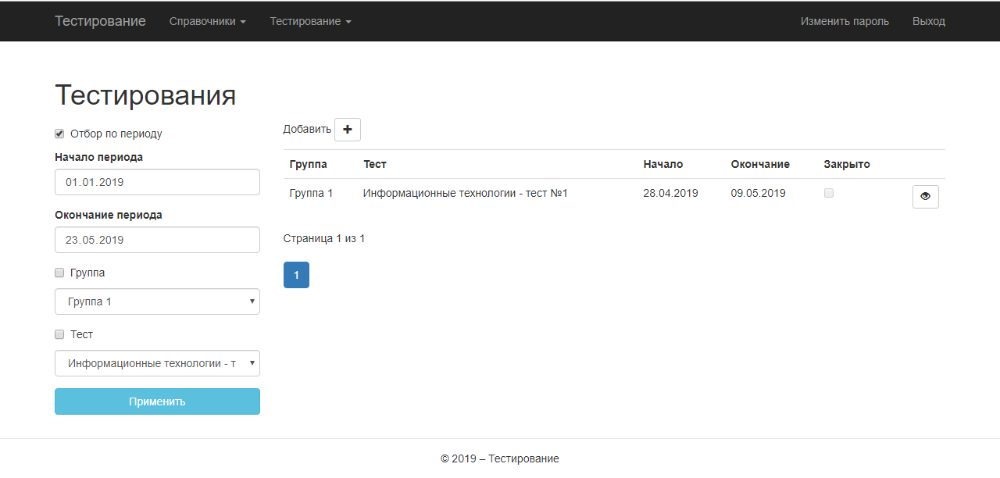 Тестирование Справочники Тестирование Изменить пароль Выход
Тестирования
Отбор по периоду
Начало периода
01.01.2019
Окончание периода
23.05.2019
Группа
Группа 1
Тест
Информационные технологии - т
Применить
Добавить
Группа Тест Начало Окончание Закрыто
Группа 1 Информационные технологии - тест №1 28.04.2019 09.05.2019
Страница 1 из 1
1
© 2019 – Тестирование